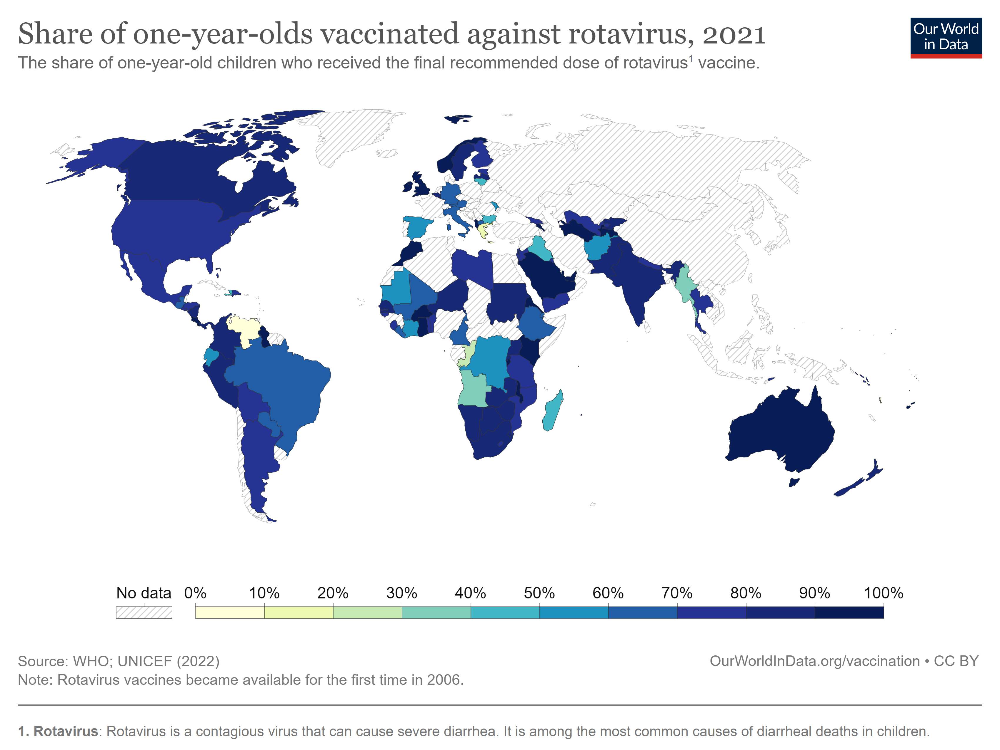 Share of one-year-olds vaccinated against rotavirus, 2021
The share of one-year-old children who received the final recommended dose of rotavirus¹ vaccine.
Our World
in Data
No data 0% 10% 20% 30% 40% 50% 60% 70% 80% 90% 100%
Source: WHO; UNICEF (2022)
OurWorldInData.org/vaccination • CC BY
Note: Rotavirus vaccines became available for the first time in 2006.
1. Rotavirus: Rotavirus is a contagious virus that can cause severe diarrhea. It is among the most common causes of diarrheal deaths in children.